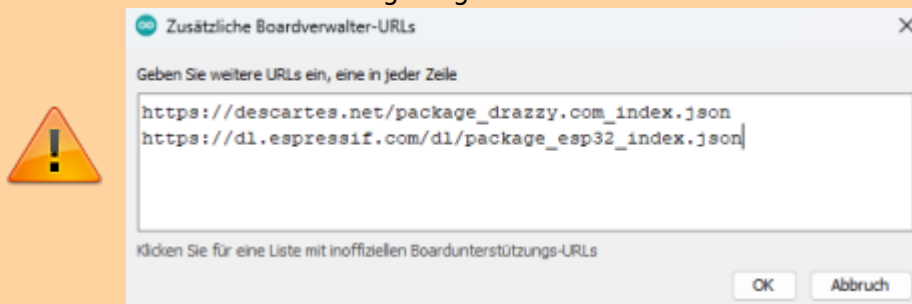 Zusätzliche Boardverwalter-URLs
Geben Sie weitere URLs ein, eine in jeder Zeile
https://descartes.net/package_drazzy.com_index.json
https://dl.espressif.com/dl/package_esp32_index.json
Klicken Sie für eine Liste mit inoffiziellen Boardunterstützungs-URLs
OK Abbruch